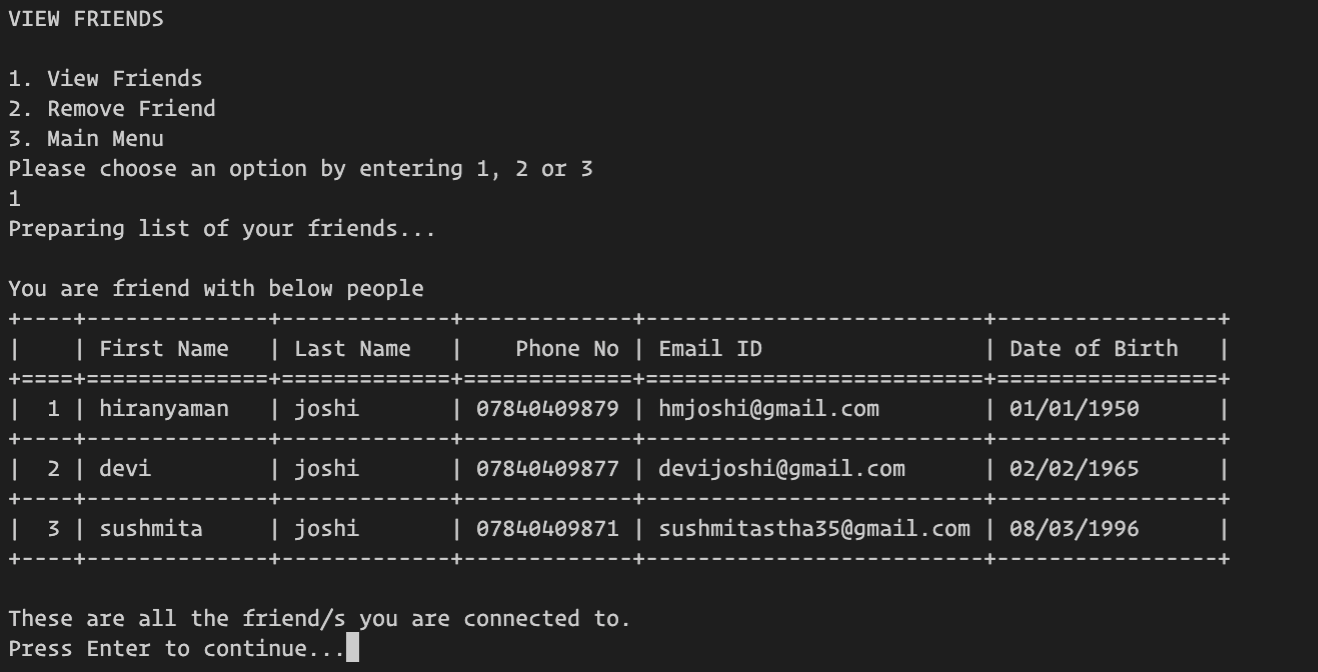 VIEW FRIENDS

1. View Friends
2. Remove Friend
3. Main Menu
Please choose an option by entering 1, 2 or 3
1
Preparing list of your friends...

You are friend with below people
+----+--------------+-------------+-------------+--------------------------+-----------------+
|    | First Name   | Last Name   |    Phone No | Email ID                 | Date of Birth   |
+====+==============+=============+=============+==========================+=================+
|  1 | hiranyaman   | joshi       | 07840409879 | hmjoshi@gmail.com        | 01/01/1950      |
+----+--------------+-------------+-------------+--------------------------+-----------------+
|  2 | devi         | joshi       | 07840409877 | devijoshi@gmail.com      | 02/02/1965      |
+----+--------------+-------------+-------------+--------------------------+-----------------+
|  3 | sushmita     | joshi       | 07840409871 | sushmitastha35@gmail.com | 08/03/1996      |
+----+--------------+-------------+-------------+--------------------------+-----------------+

These are all the friend/s you are connected to.
Press Enter to continue...